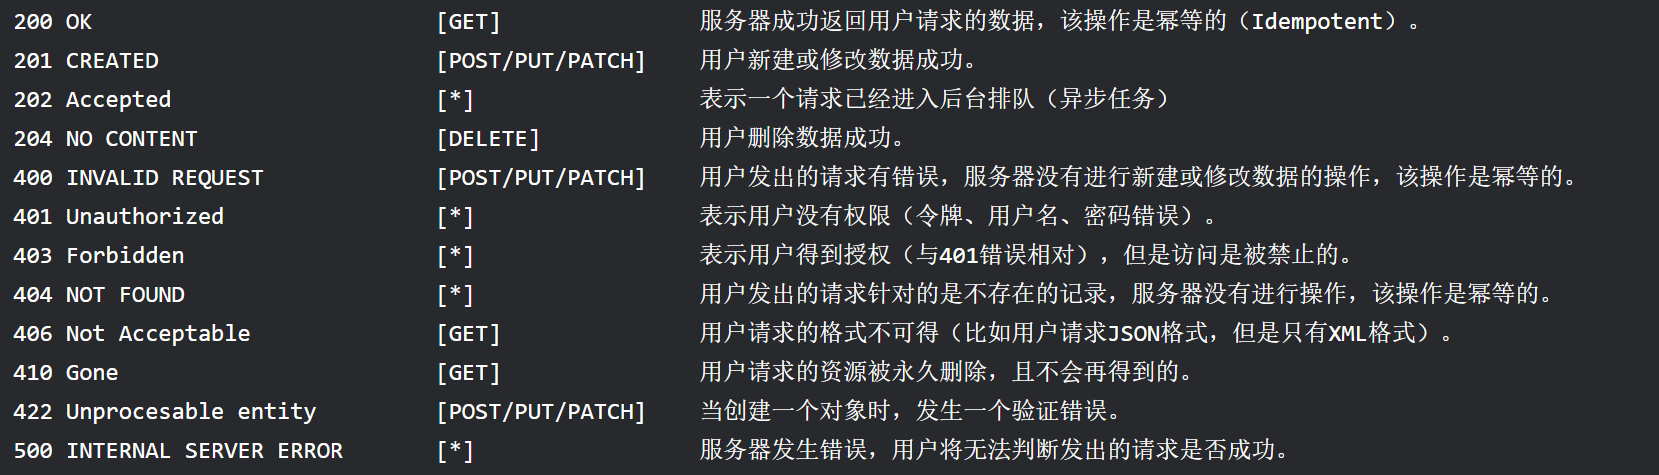 200 OK [GET] 服务器成功返回用户请求的数据，该操作是幂等的（Idempotent）。
201 CREATED [POST/PUT/PATCH] 用户新建或修改数据成功。
202 Accepted [*] 表示一个请求已经进入后台排队（异步任务）
204 NO CONTENT [DELETE] 用户删除数据成功。
400 INVALID REQUEST [POST/PUT/PATCH] 用户发出的请求有错误，服务器没有进行新建或修改数据的操作，该操作是幂等的。
401 Unauthorized [*] 表示用户没有权限（令牌、用户名、密码错误）。
403 Forbidden [*] 表示用户得到授权（与401错误相对），但是访问是被禁止的。
404 NOT FOUND [*] 用户发出的请求针对的是不存在的记录，服务器没有进行操作，该操作是幂等的。
406 Not Acceptable [GET] 用户请求的格式不可得（比如用户请求JSON格式，但是只有XML格式）。
410 Gone [GET] 用户请求的资源被永久删除，且不会再得到的。
422 Unprocesable entity [POST/PUT/PATCH] 当创建一个对象时，发生一个验证错误。
500 INTERNAL SERVER ERROR [*] 服务器发生错误，用户将无法判断发出的请求是否成功。